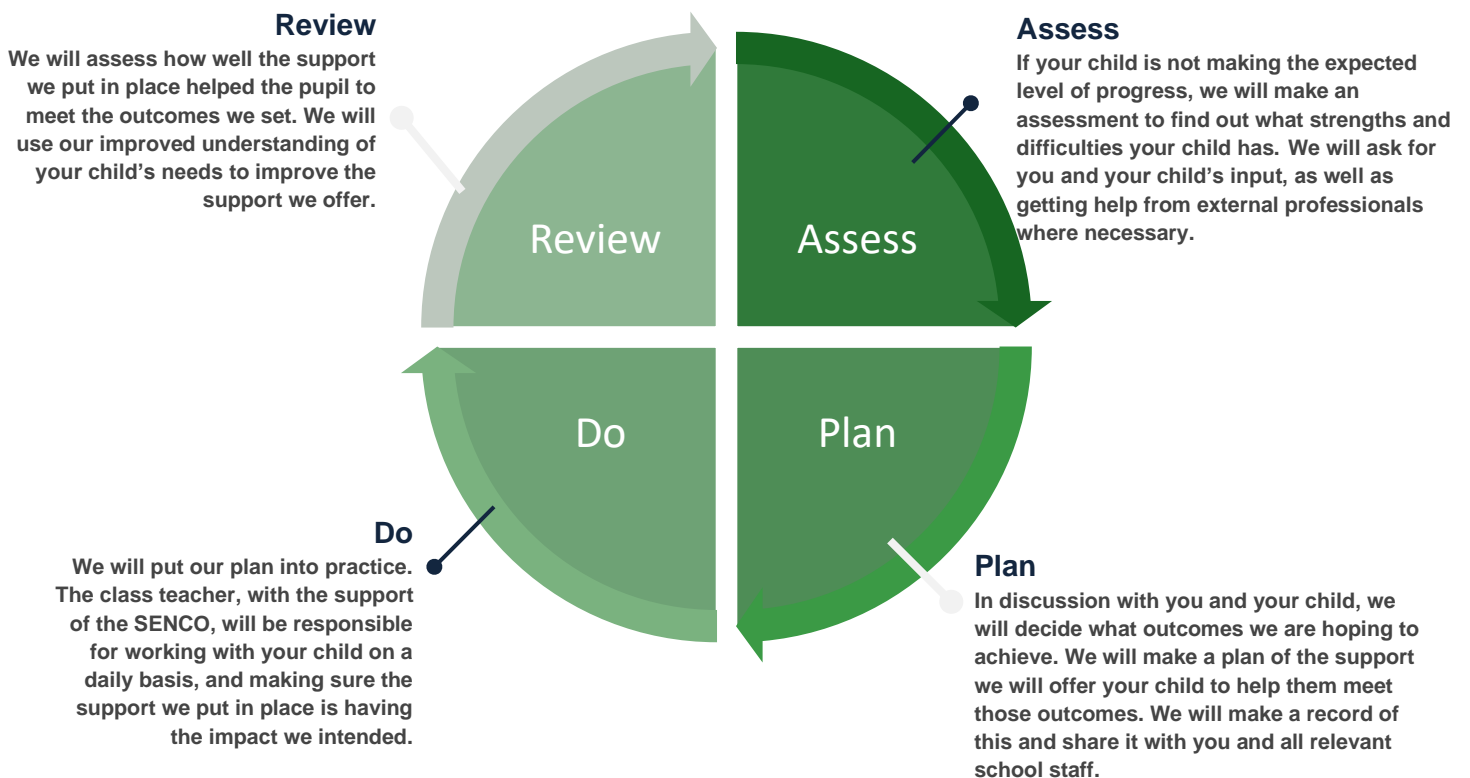 Review
We will assess how well the support
we put in place helped the pupil to
meet the outcomes we set. We will
use our improved understanding of
your child’s needs to improve the
support we offer.
Assess
If your child is not making the expected
level of progress, we will make an
assessment to find out what strengths and
difficulties your child has. We will ask for
you and your child’s input, as well as
getting help from external professionals
where necessary.
Review
Assess
Do
Plan
Do
We will put our plan into practice.
The class teacher, with the support
of the SENCO, will be responsible
for working with your child on a
daily basis, and making sure the
support we put in place is having
the impact we intended.
Plan
In discussion with you and your child, we
will decide what outcomes we are hoping to
achieve. We will make a plan of the support
we will offer your child to help them meet
those outcomes. We will make a record of
this and share it with you and all relevant
school staff.